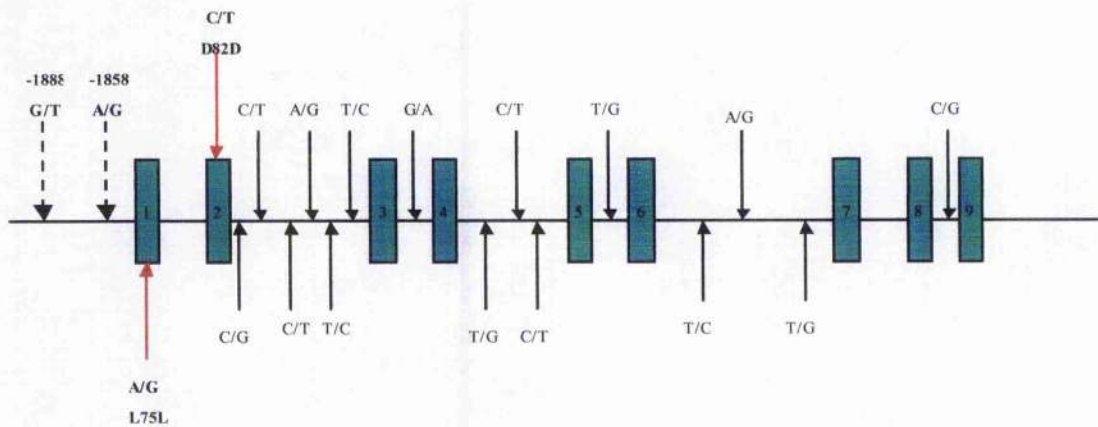 C/T
D82D
-1888 -1858
G/T A/G C/T A/G T/C G/A C/T T/G A/G C/G
1 2 3 4 5 6 7 8 9
C/G C/T T/C T/G C/T T/C T/G
A/G
L75L